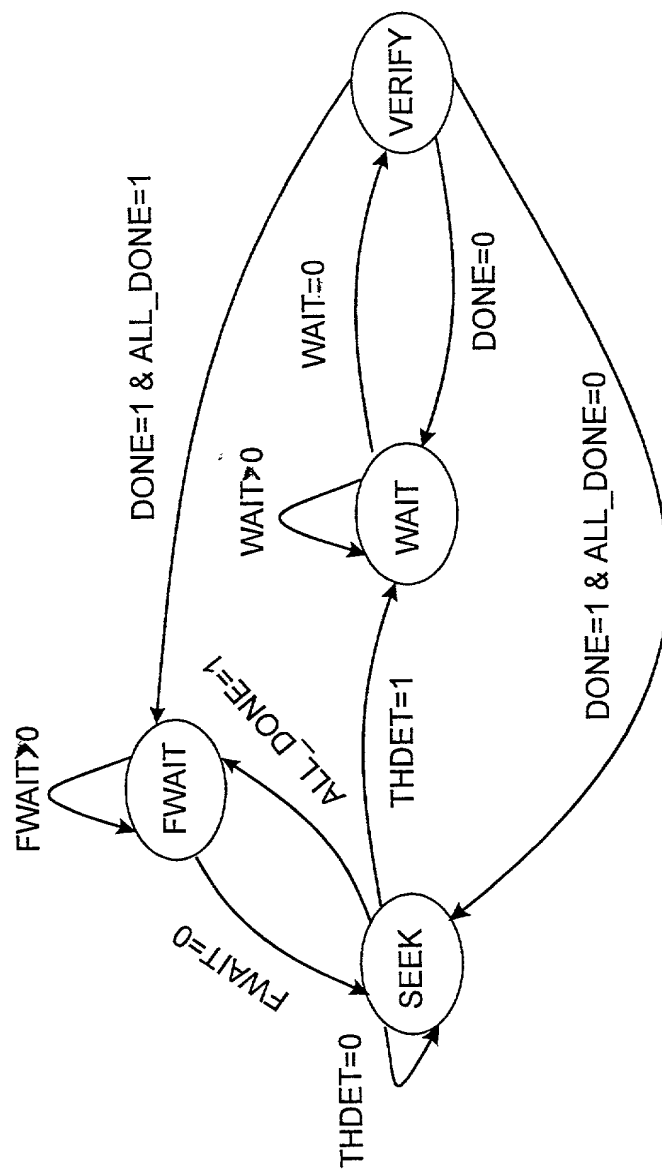 FWAIT>0
DONE=1 & ALL_DONE=1
FWAIT
FWAIT=0
ALL_DONE=1
WAIT>0
WAIT=0
THDET=0
SEEK
THDET=1
WAIT
VERIFY
DONE=0
DONE=1 & ALL_DONE=0